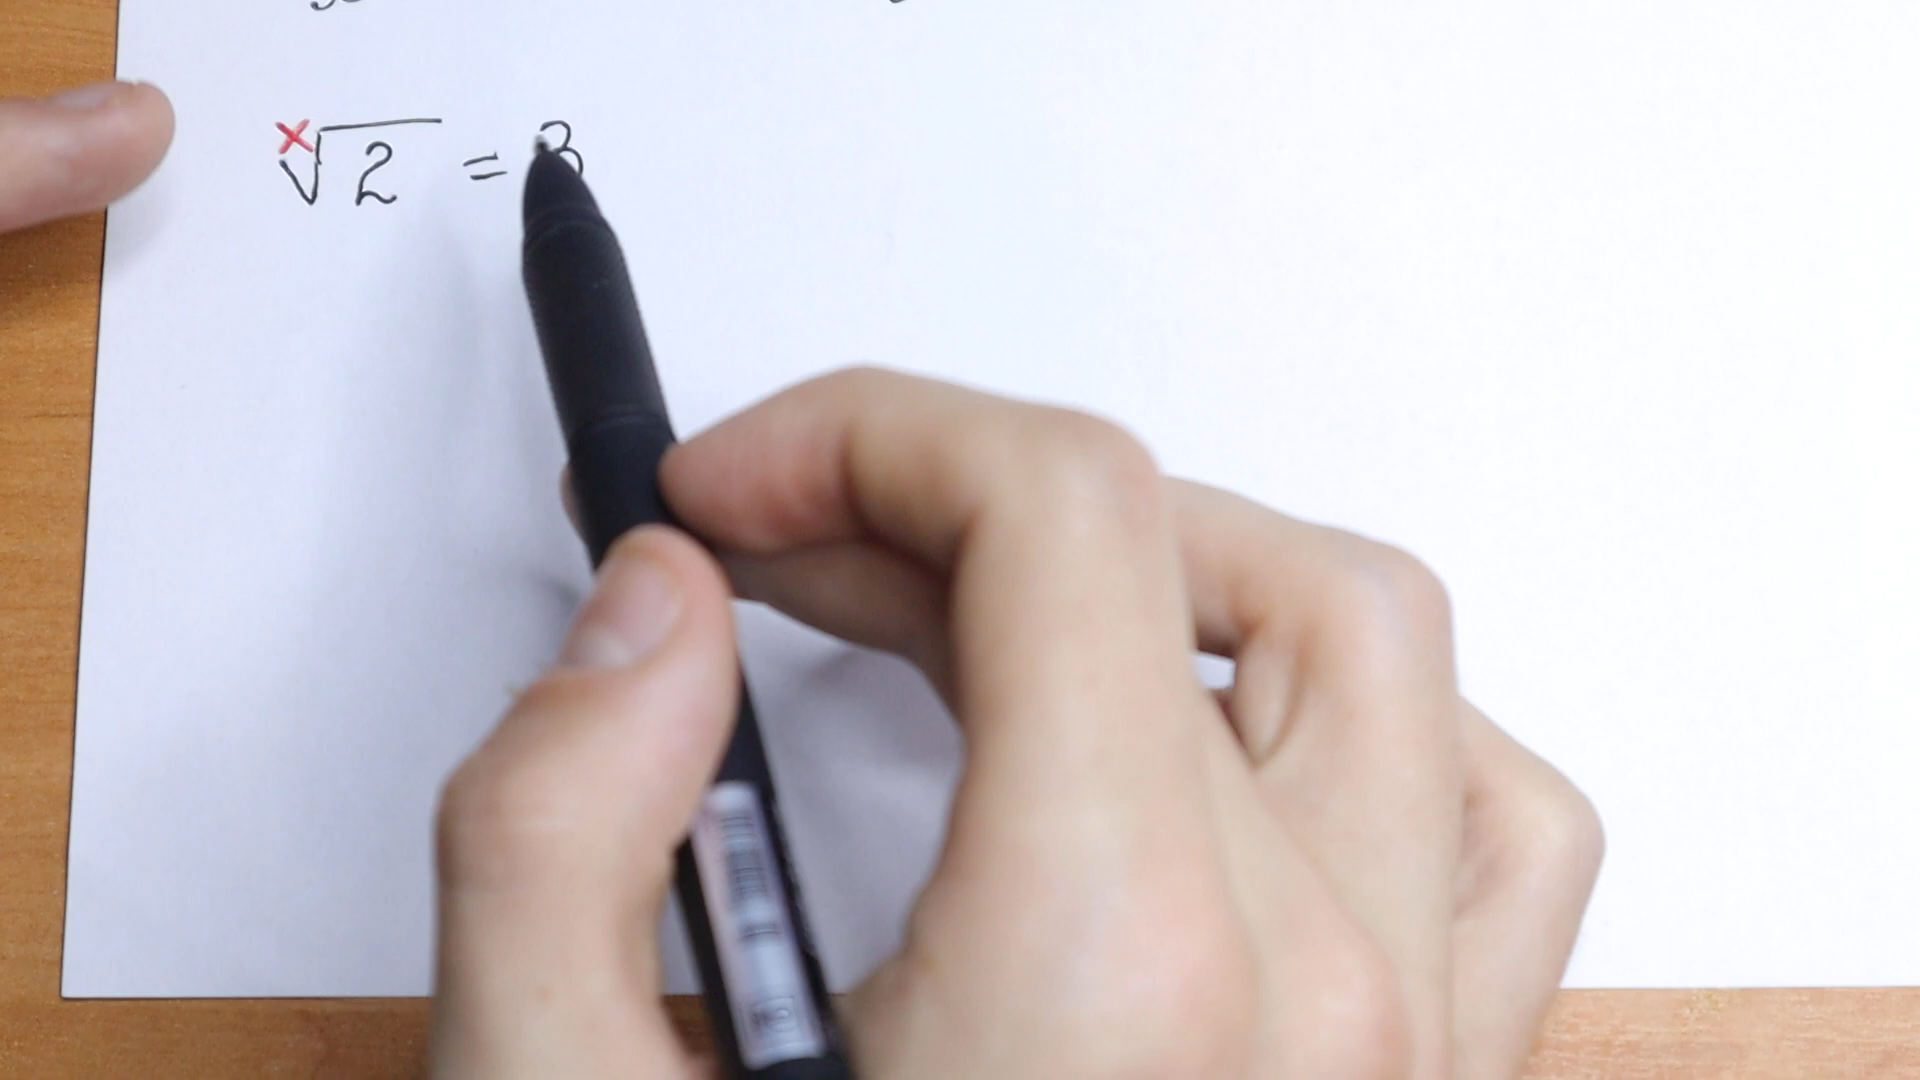 ˣ√2 = 3